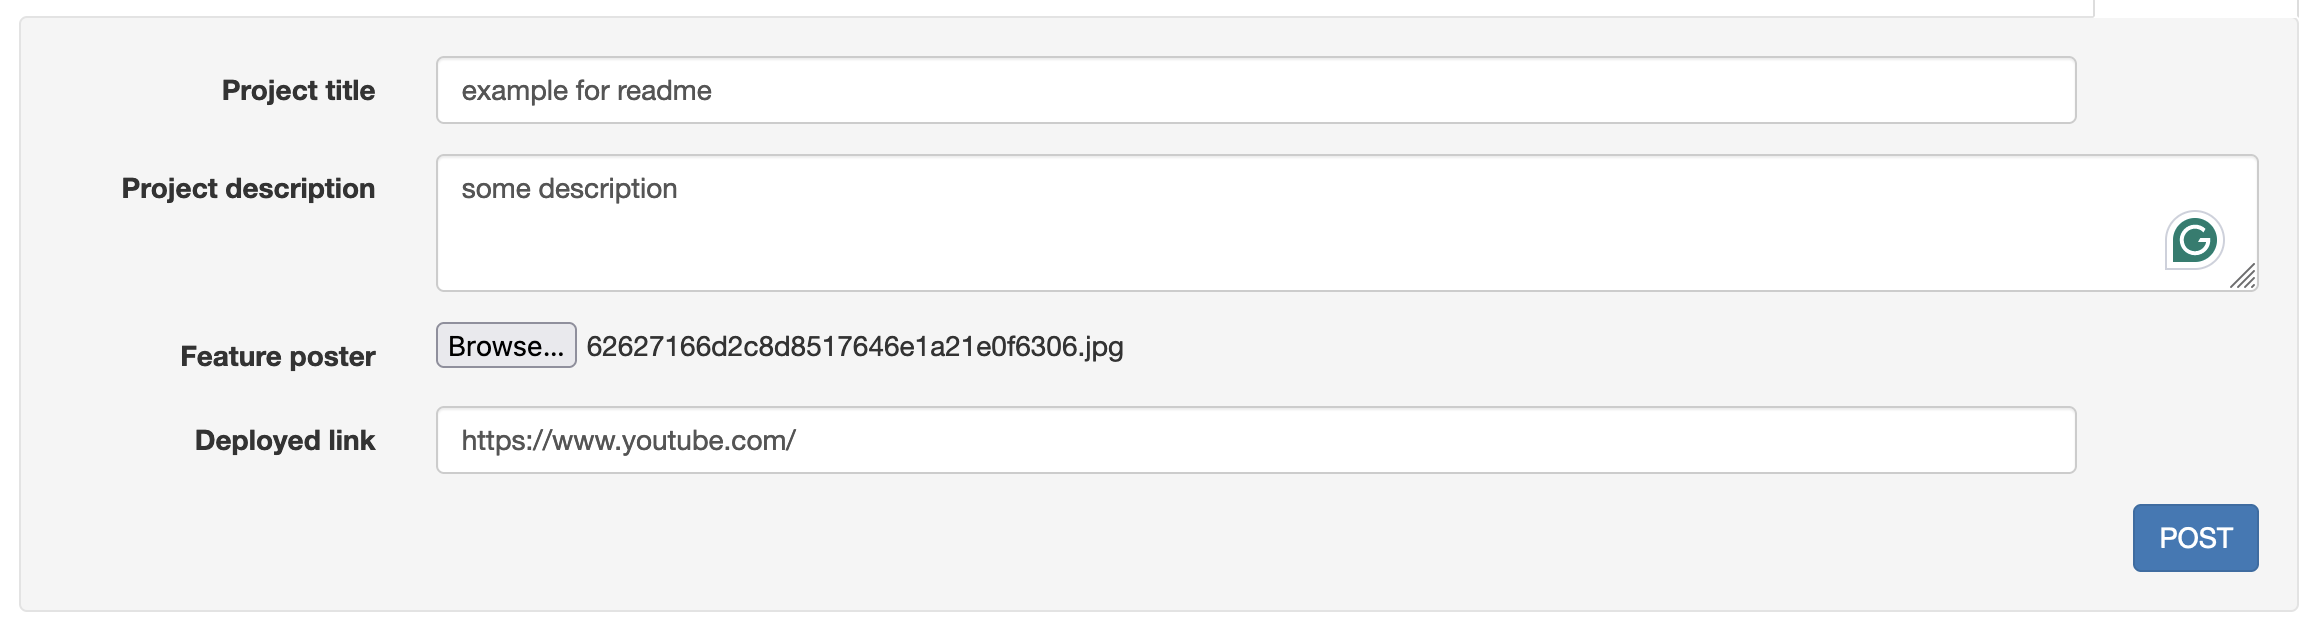 Project title
example for readme
Project description
some description
Feature poster
Browse... 62627166d2c8d8517646e1a21e0f6306.jpg
Deployed link
https://www.youtube.com/
POST